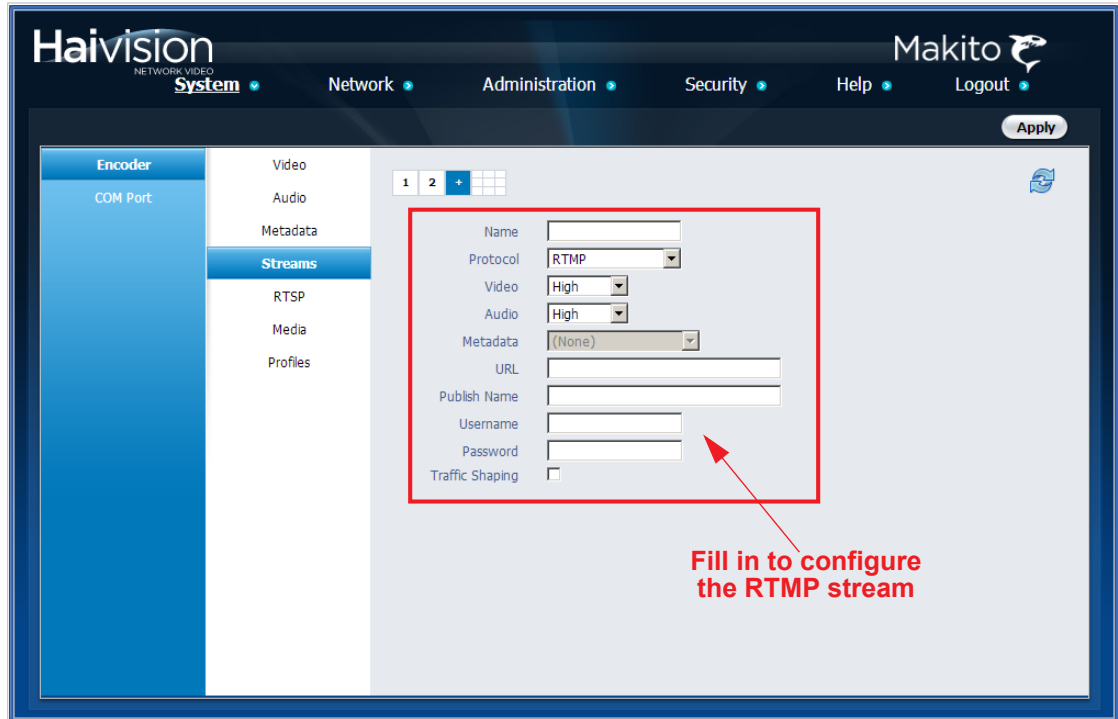 Haivision
NETWORK VIDEO
Makito
System Network Administration Security Help Logout
Apply
Encoder
COM Port
Video
Audio
Metadata
Streams
RTSP
Media
Profiles
1 2 +
Name
Protocol RTMP
Video High
Audio High
Metadata (None)
URL
Publish Name
Username
Password
Traffic Shaping
Fill in to configure
the RTMP stream